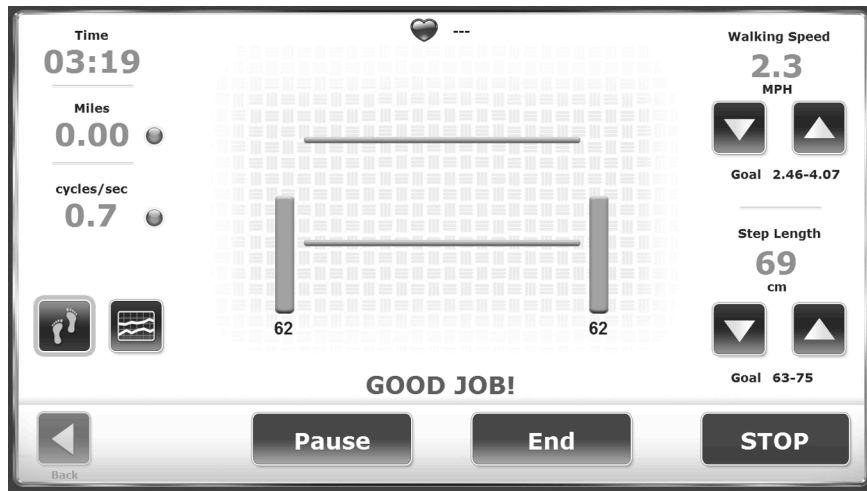 ---
Time
03:19
Miles
0.00
cycles/sec
0.7
62
62
GOOD JOB!
Walking Speed
2.3
MPH
Goal 2.46-4.07
Step Length
69
cm
Goal 63-75
Back
Pause
End
STOP